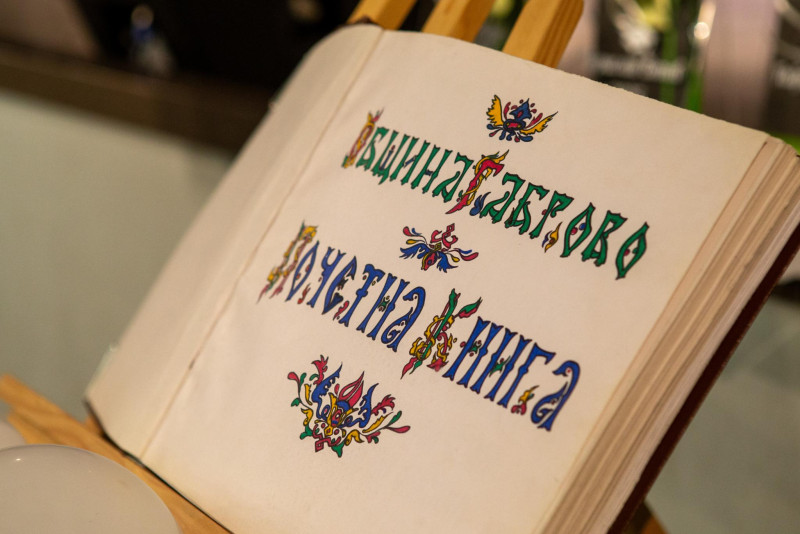 Община Габрово
Почетна Книга